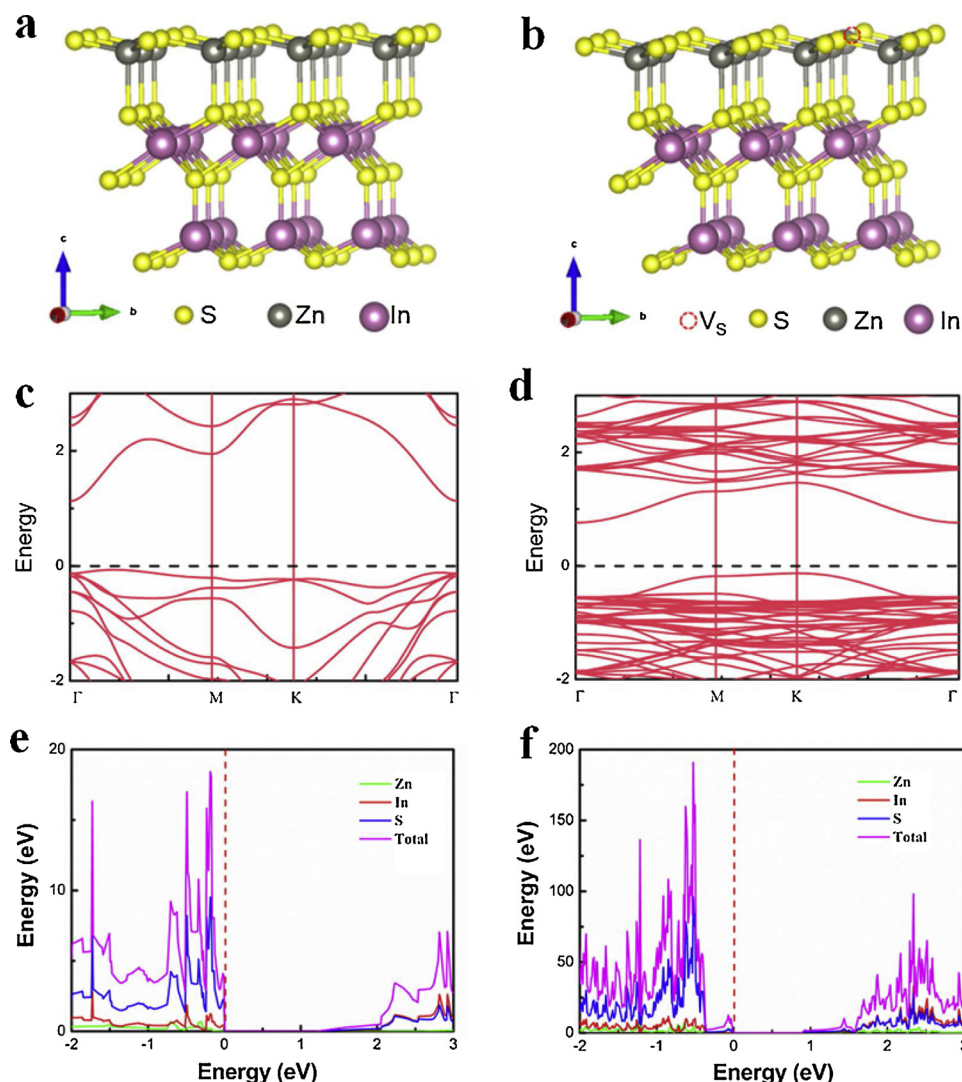 a
b
c
b
S
Zn
In
c
b
V_S
S
Zn
In
c
d
Energy
2
0
-2
Γ
M
K
Γ
Energy
2
0
-2
Γ
M
K
Γ
e
f
Energy (eV)
20
10
0
Zn
In
S
Total
-2
-1
0
1
2
3
Energy (eV)
Energy (eV)
200
150
100
50
0
Zn
In
S
Total
-2
-1
0
1
2
3
Energy (eV)